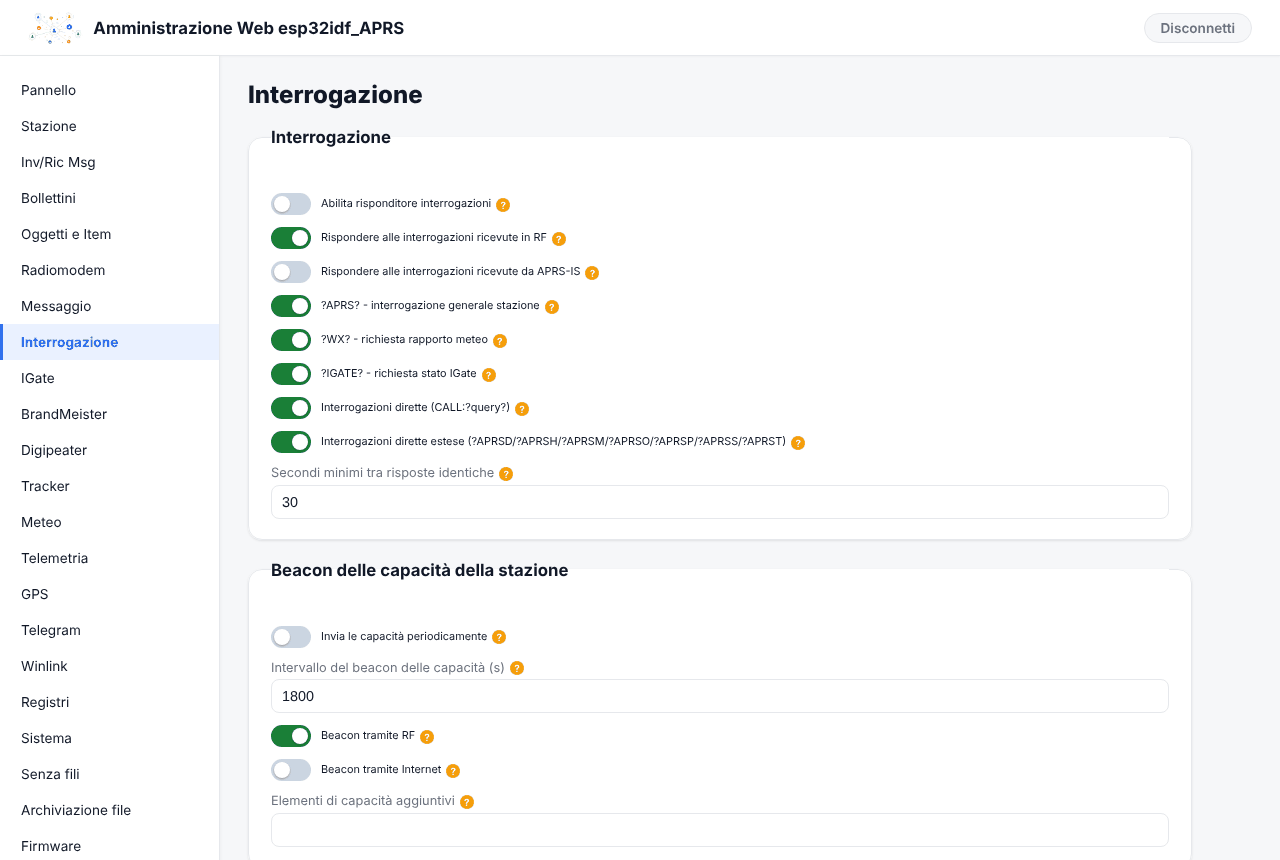 Amministrazione Web esp32idf_APRS
Disconnetti
Pannello
Stazione
Inv/Ric Msg
Bollettini
Oggetti e Item
Radiomodem
Messaggio
Interrogazione
IGate
BrandMeister
Digipeater
Tracker
Meteo
Telemetria
GPS
Telegram
Winlink
Registri
Sistema
Senza fili
Archiviazione file
Firmware
Interrogazione
Interrogazione
Abilita risponditore interrogazioni ?
Rispondere alle interrogazioni ricevute in RF ?
Rispondere alle interrogazioni ricevute da APRS-IS ?
?APRS? - interrogazione generale stazione ?
?WX? - richiesta rapporto meteo ?
?IGATE? - richiesta stato IGate ?
Interrogazioni dirette (CALL:?query?) ?
Interrogazioni dirette estese (?APRSD/?APRSH/?APRSM/?APRSO/?APRSP/?APRSS/?APRST) ?
Secondi minimi tra risposte identiche ?
30
Beacon delle capacità della stazione
Invia le capacità periodicamente ?
Intervallo del beacon delle capacità (s) ?
1800
Beacon tramite RF ?
Beacon tramite Internet ?
Elementi di capacità aggiuntivi ?